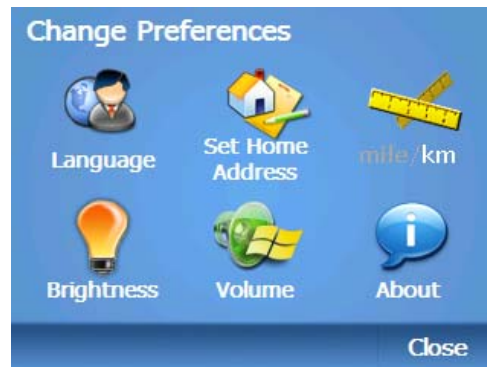 Change Preferences
Language
Set Home
Address
mile/km
Brightness
Volume
About
Close